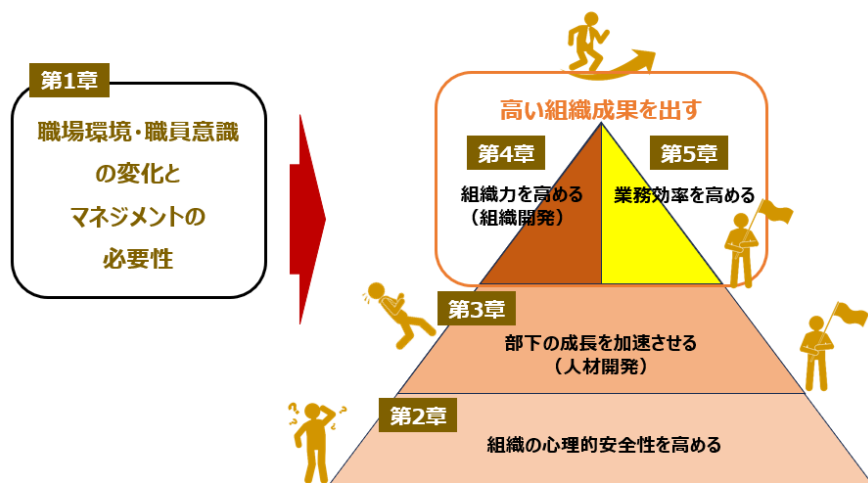 第1章
職場環境・職員意識
の変化と
マネジメントの
必要性
高い組織成果を出す
第4章
組織力を高める
（組織開発）
第5章
業務効率を高める
第3章
部下の成長を加速させる
（人材開発）
第2章
組織の心理的安全性を高める